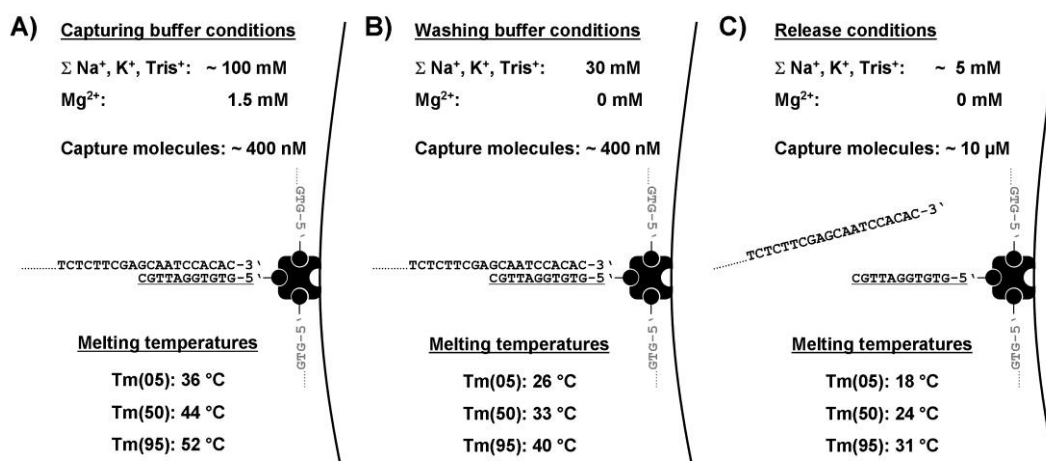 A) Capturing buffer conditions
Σ Na⁺, K⁺, Tris⁺: ~ 100 mM
Mg²⁺: 1.5 mM
Capture molecules: ~ 400 nM
GTG-5`
TCTCTTCGAGCAATCCACAC-3`
CGTTAGGTGTG-5`
GTG-5`
Melting temperatures
Tm(05): 36 °C
Tm(50): 44 °C
Tm(95): 52 °C
B) Washing buffer conditions
Σ Na⁺, K⁺, Tris⁺: 30 mM
Mg²⁺: 0 mM
Capture molecules: ~ 400 nM
GTG-5`
TCTCTTCGAGCAATCCACAC-3`
CGTTAGGTGTG-5`
GTG-5`
Melting temperatures
Tm(05): 26 °C
Tm(50): 33 °C
Tm(95): 40 °C
C) Release conditions
Σ Na⁺, K⁺, Tris⁺: ~ 5 mM
Mg²⁺: 0 mM
Capture molecules: ~ 10 µM
GTG-5`
TCTCTTCGAGCAATCCACAC-3`
CGTTAGGTGTG-5`
GTG-5`
Melting temperatures
Tm(05): 18 °C
Tm(50): 24 °C
Tm(95): 31 °C